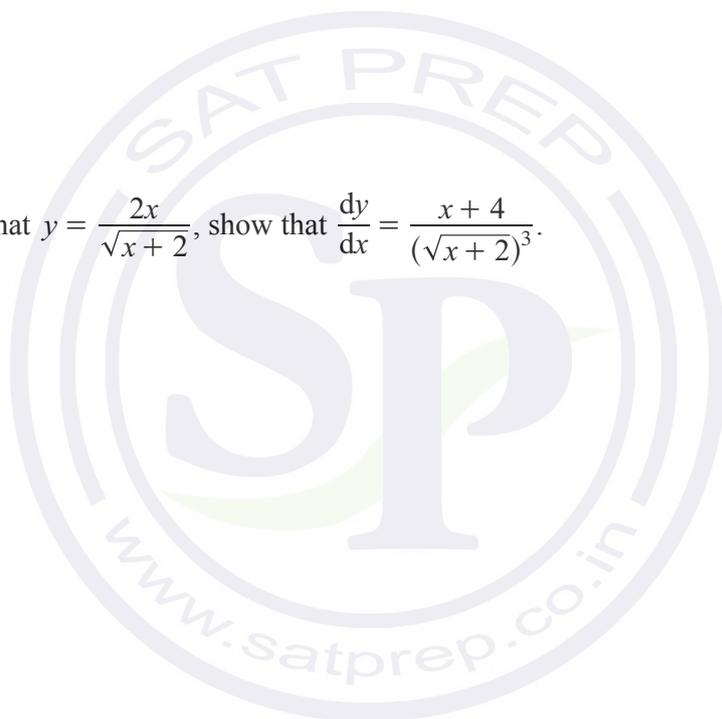 SAT PREP
hat y = 2x/√(x + 2), show that dy/dx = (x + 4)/(√(x + 2))³.
SP
www.satprep.co.in